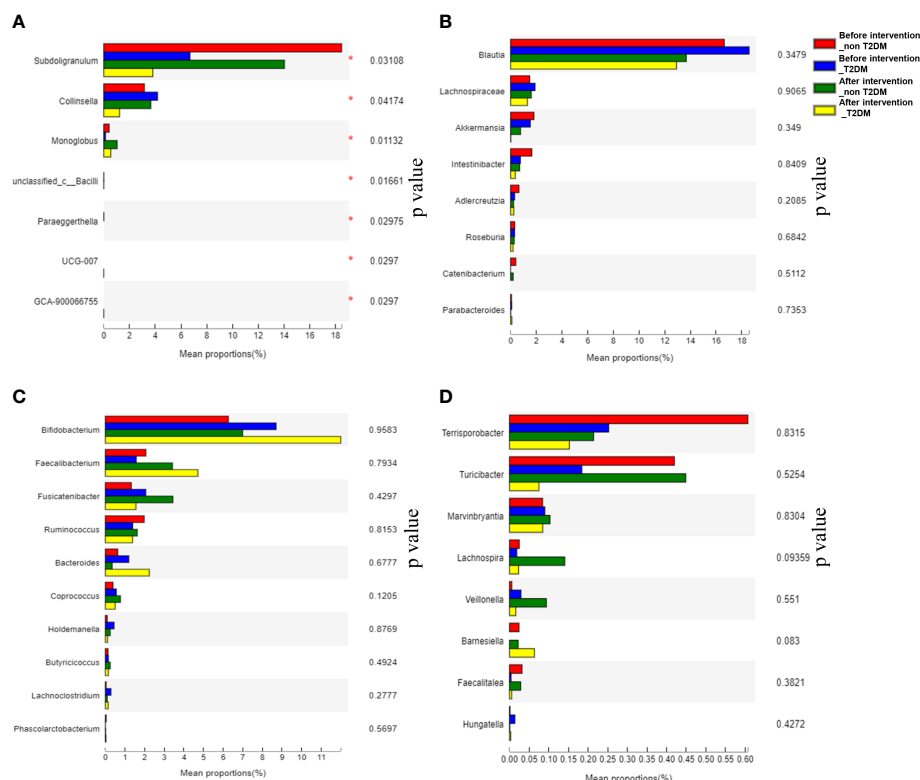 A
Subdoligranulum * 0.03108
Collinsella * 0.04174
Monoglobus * 0.01132
unclassified_c__Bacilli * 0.01661
Paraeggerthella * 0.02975
UCG-007 * 0.0297
GCA-900066755 * 0.0297
p value
0 2 4 6 8 10 12 14 16 18
Mean proportions(%)
B
Blautia 0.3479
Lachnospiraceae 0.9065
Akkermansia 0.349
Intestinibacter 0.8409
Adlercreutzia 0.2085
Roseburia 0.6842
Catenibacterium 0.5112
Parabacteroides 0.7353
p value
0 2 4 6 8 10 12 14 16 18
Mean proportions(%)
Before intervention
_non T2DM
Before intervention
_T2DM
After intervention
_non T2DM
After intervention
_T2DM
C
Bifidobacterium 0.9583
Faecalibacterium 0.7934
Fusicatenibacter 0.4297
Ruminococcus 0.8153
Bacteroides 0.6777
Coprococcus 0.1205
Holdemanella 0.8769
Butyricicoccus 0.4924
Lachnoclostridium 0.2777
Phascolarctobacterium 0.5697
p value
0 1 2 3 4 5 6 7 8 9 10 11
Mean proportions(%)
D
Terrisporobacter 0.8315
Turicibacter 0.5254
Marvinbryantia 0.8304
Lachnospira 0.09359
Veillonella 0.551
Barnesiella 0.083
Faecalitalea 0.3821
Hungatella 0.4272
p value
0.00 0.05 0.10 0.15 0.20 0.25 0.30 0.35 0.40 0.45 0.50 0.55 0.60
Mean proportions(%)